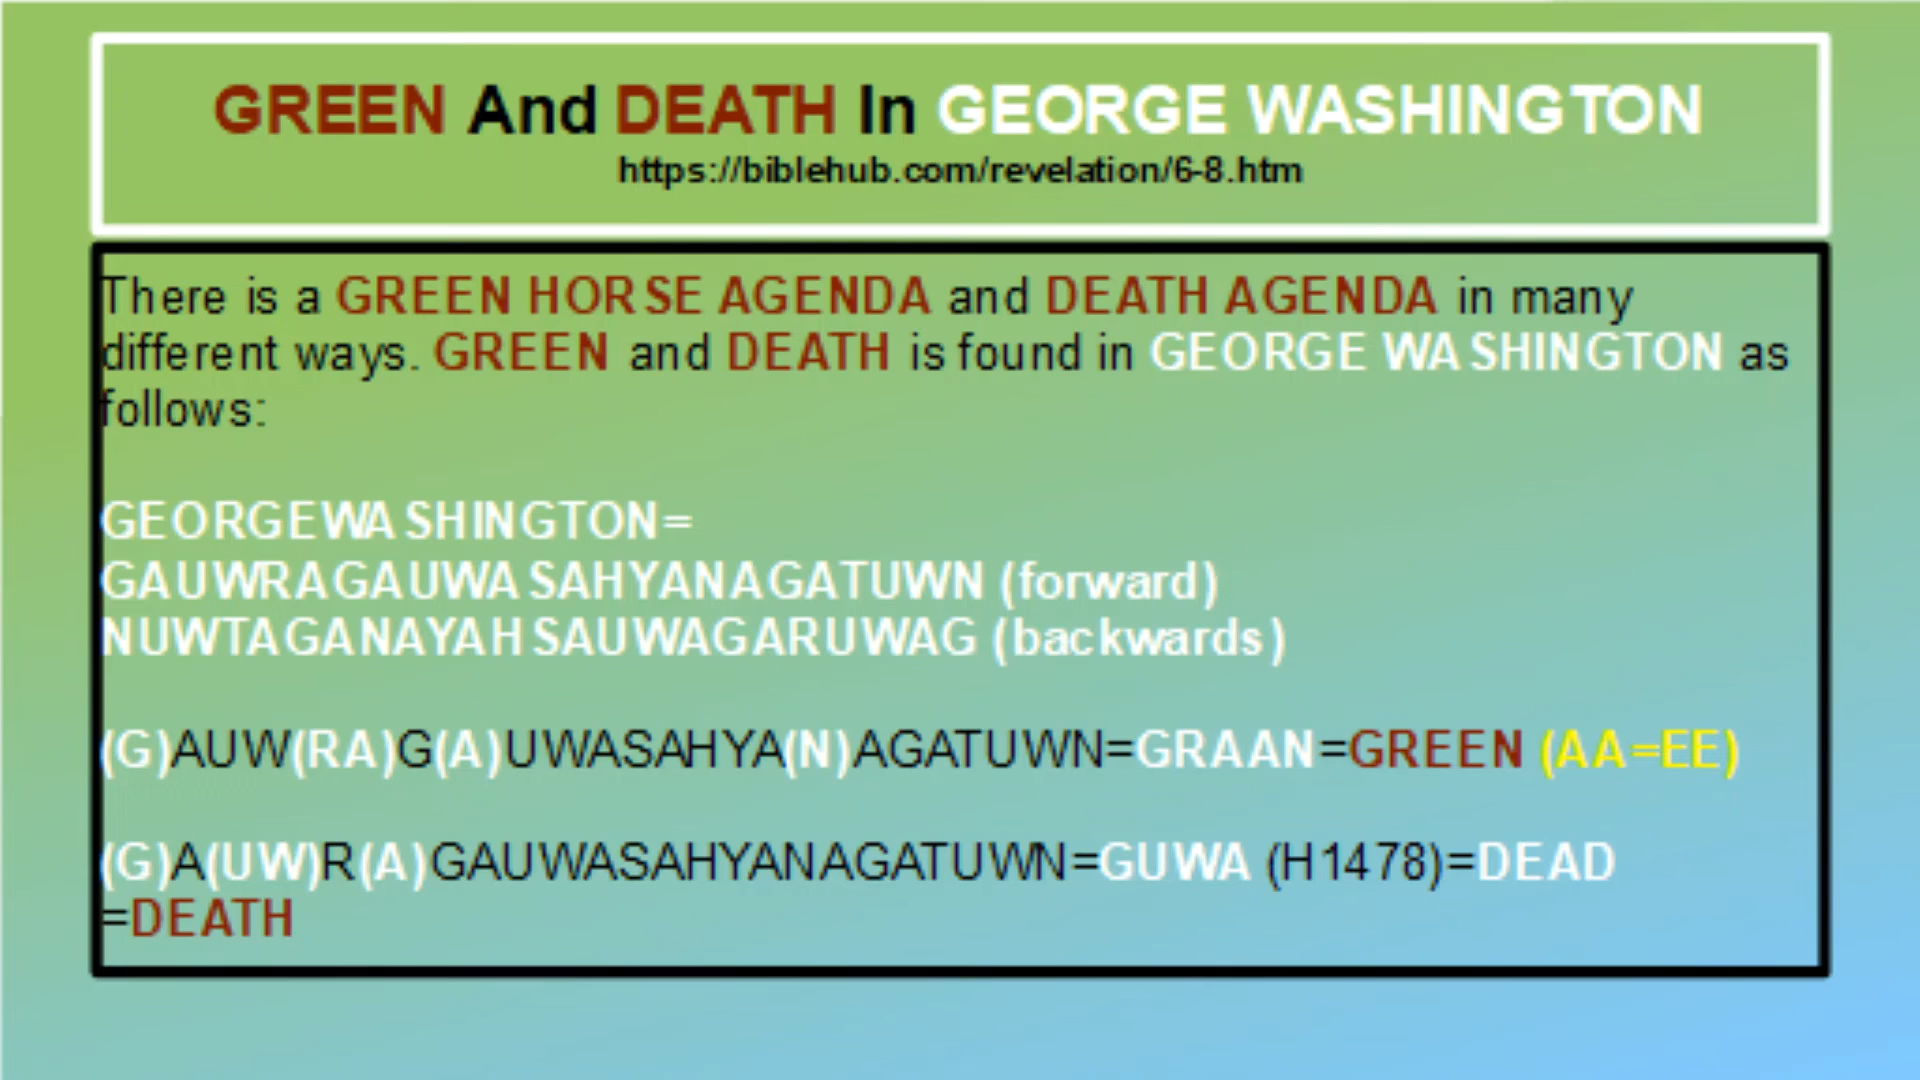 GREEN And DEATH In GEORGE WASHINGTON
https://biblehub.com/revelation/6-8.htm
There is a GREEN HORSE AGENDA and DEATH AGENDA in many
different ways. GREEN and DEATH is found in GEORGE WASHINGTON as
follows:
GEORGEWASHINGTON=
GAUWRAGAUWASAHYANAGATUWN (forward)
NUWTAGANAYAHSAUWAGARUWAG (backwards)
(G)AUW(RA)G(A)UWASAHYA(N)AGATUWN=GRAAN=GREEN (AA=EE)
(G)A(UW)R(A)GAUWASAHYANAGATUWN=GUWA (H1478)=DEAD
=DEATH